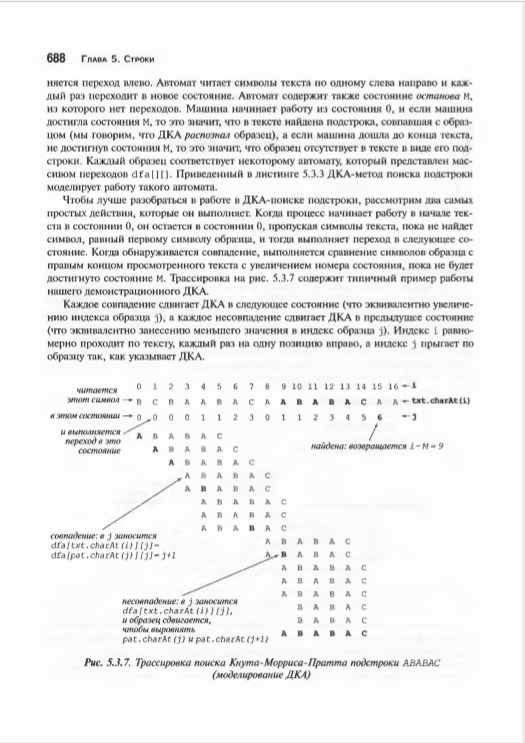 688 ГЛАВА 5. СТРОКИ
няется переход влево. Автомат читает символы текста по одному слева направо и каж-
дый раз переходит в новое состояние. Автомат содержит также состояние останова M,
из которого нет переходов. Машина начинает работу из состояния 0, и если машина
достигла состояния M, то это значит, что в тексте найдена подстрока, совпавшая с образ-
цом (мы говорим, что ДКА распознал образец), а если машина дошла до конца текста,
не достигнув состояния M, то это значит, что образец отсутствует в тексте в виде его под-
строки. Каждый образец соответствует некоторому автомату, который представлен мас-
сивом переходов dfa[][]. Приведенный в листинге 5.3.3 ДКА-метод поиска подстроки
моделирует работу такого автомата.
Чтобы лучше разобраться в работе в ДКА-поиске подстроки, рассмотрим два самых
простых действия, которые он выполняет. Когда процесс начинает работу в начале тек-
ста в состоянии 0, он остается в состоянии 0, пропуская символы текста, пока не найдет
символ, равный первому символу образца, и тогда выполняет переход в следующее со-
стояние. Когда обнаруживается совпадение, выполняется сравнение символов образца с
правым концом просмотренного текста с увеличением номера состояния, пока не будет
достигнуто состояние M. Трассировка на рис. 5.3.7 содержит типичный пример работы
нашего демонстрационного ДКА.
Каждое совпадение сдвигает ДКА в следующее состояние (что эквивалентно увеличе-
нию индекса образца j), а каждое несовпадение сдвигает ДКА в предыдущее состояние
(что эквивалентно занесению меньшего значения в индекс образца j). Индекс i равно-
мерно проходит по тексту, каждый раз на одну позицию вправо, а индекс j прыгает по
образцу так, как указывает ДКА.
0 1 2 3 4 5 6 7 8 9 10 11 12 13 14 15 16 ← i
читается
этот символ → B C B A A B A C A A B A B A C A A ← txt.charAt(i)
в этом состоянии → 0 0 0 0 1 1 2 3 0 1 1 2 3 4 5 6 ← j
и выполняется
переход в это
состояние
найдена: возвращается i-M = 9
A B A B A C
A B A B A C
A B A B A C
A B A B A C
A B A B A C
A B A B A C
A B A B A C
A B A B A C
совпадение: в j заносится
dfa[txt.charAt(i)][j]=
dfa[pat.charAt(j)][j]= j+1
A B A B A C
A B A B A C
A B A B A C
A B A B A C
A B A B A C
B A B A C
B A B A C
A B A B A C
несовпадение: в j заносится
dfa[txt.charAt(i)][j],
и образец сдвигается,
чтобы выровнять
pat.charAt(j) и pat.charAt(j+1)
Рис. 5.3.7. Трассировка поиска Кнута-Морриса-Пратта подстроки ABABAC
(моделирование ДКА)